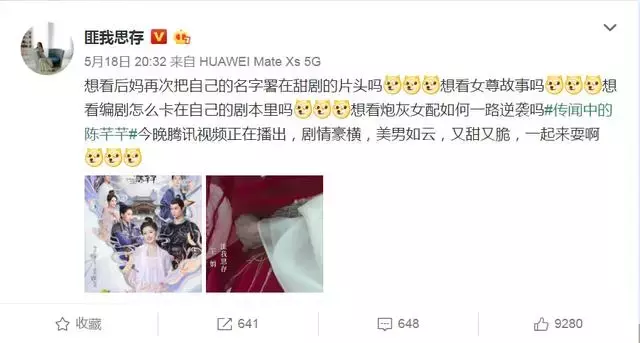 匪我思存
5月18日 20:32 来自 HUAWEI Mate Xs 5G
想看后妈再次把自己的名字署在甜剧的片头吗 想看女尊故事吗 想
看编剧怎么卡在自己的剧本里吗 想看炮灰女配如何一路逆袭吗#传闻中的
陈芊芊#今晚腾讯视频正在播出，剧情豪横，美男如云，又甜又脆，一起来耍啊
陈芊芊
匪我思存
收藏
641
648
9280